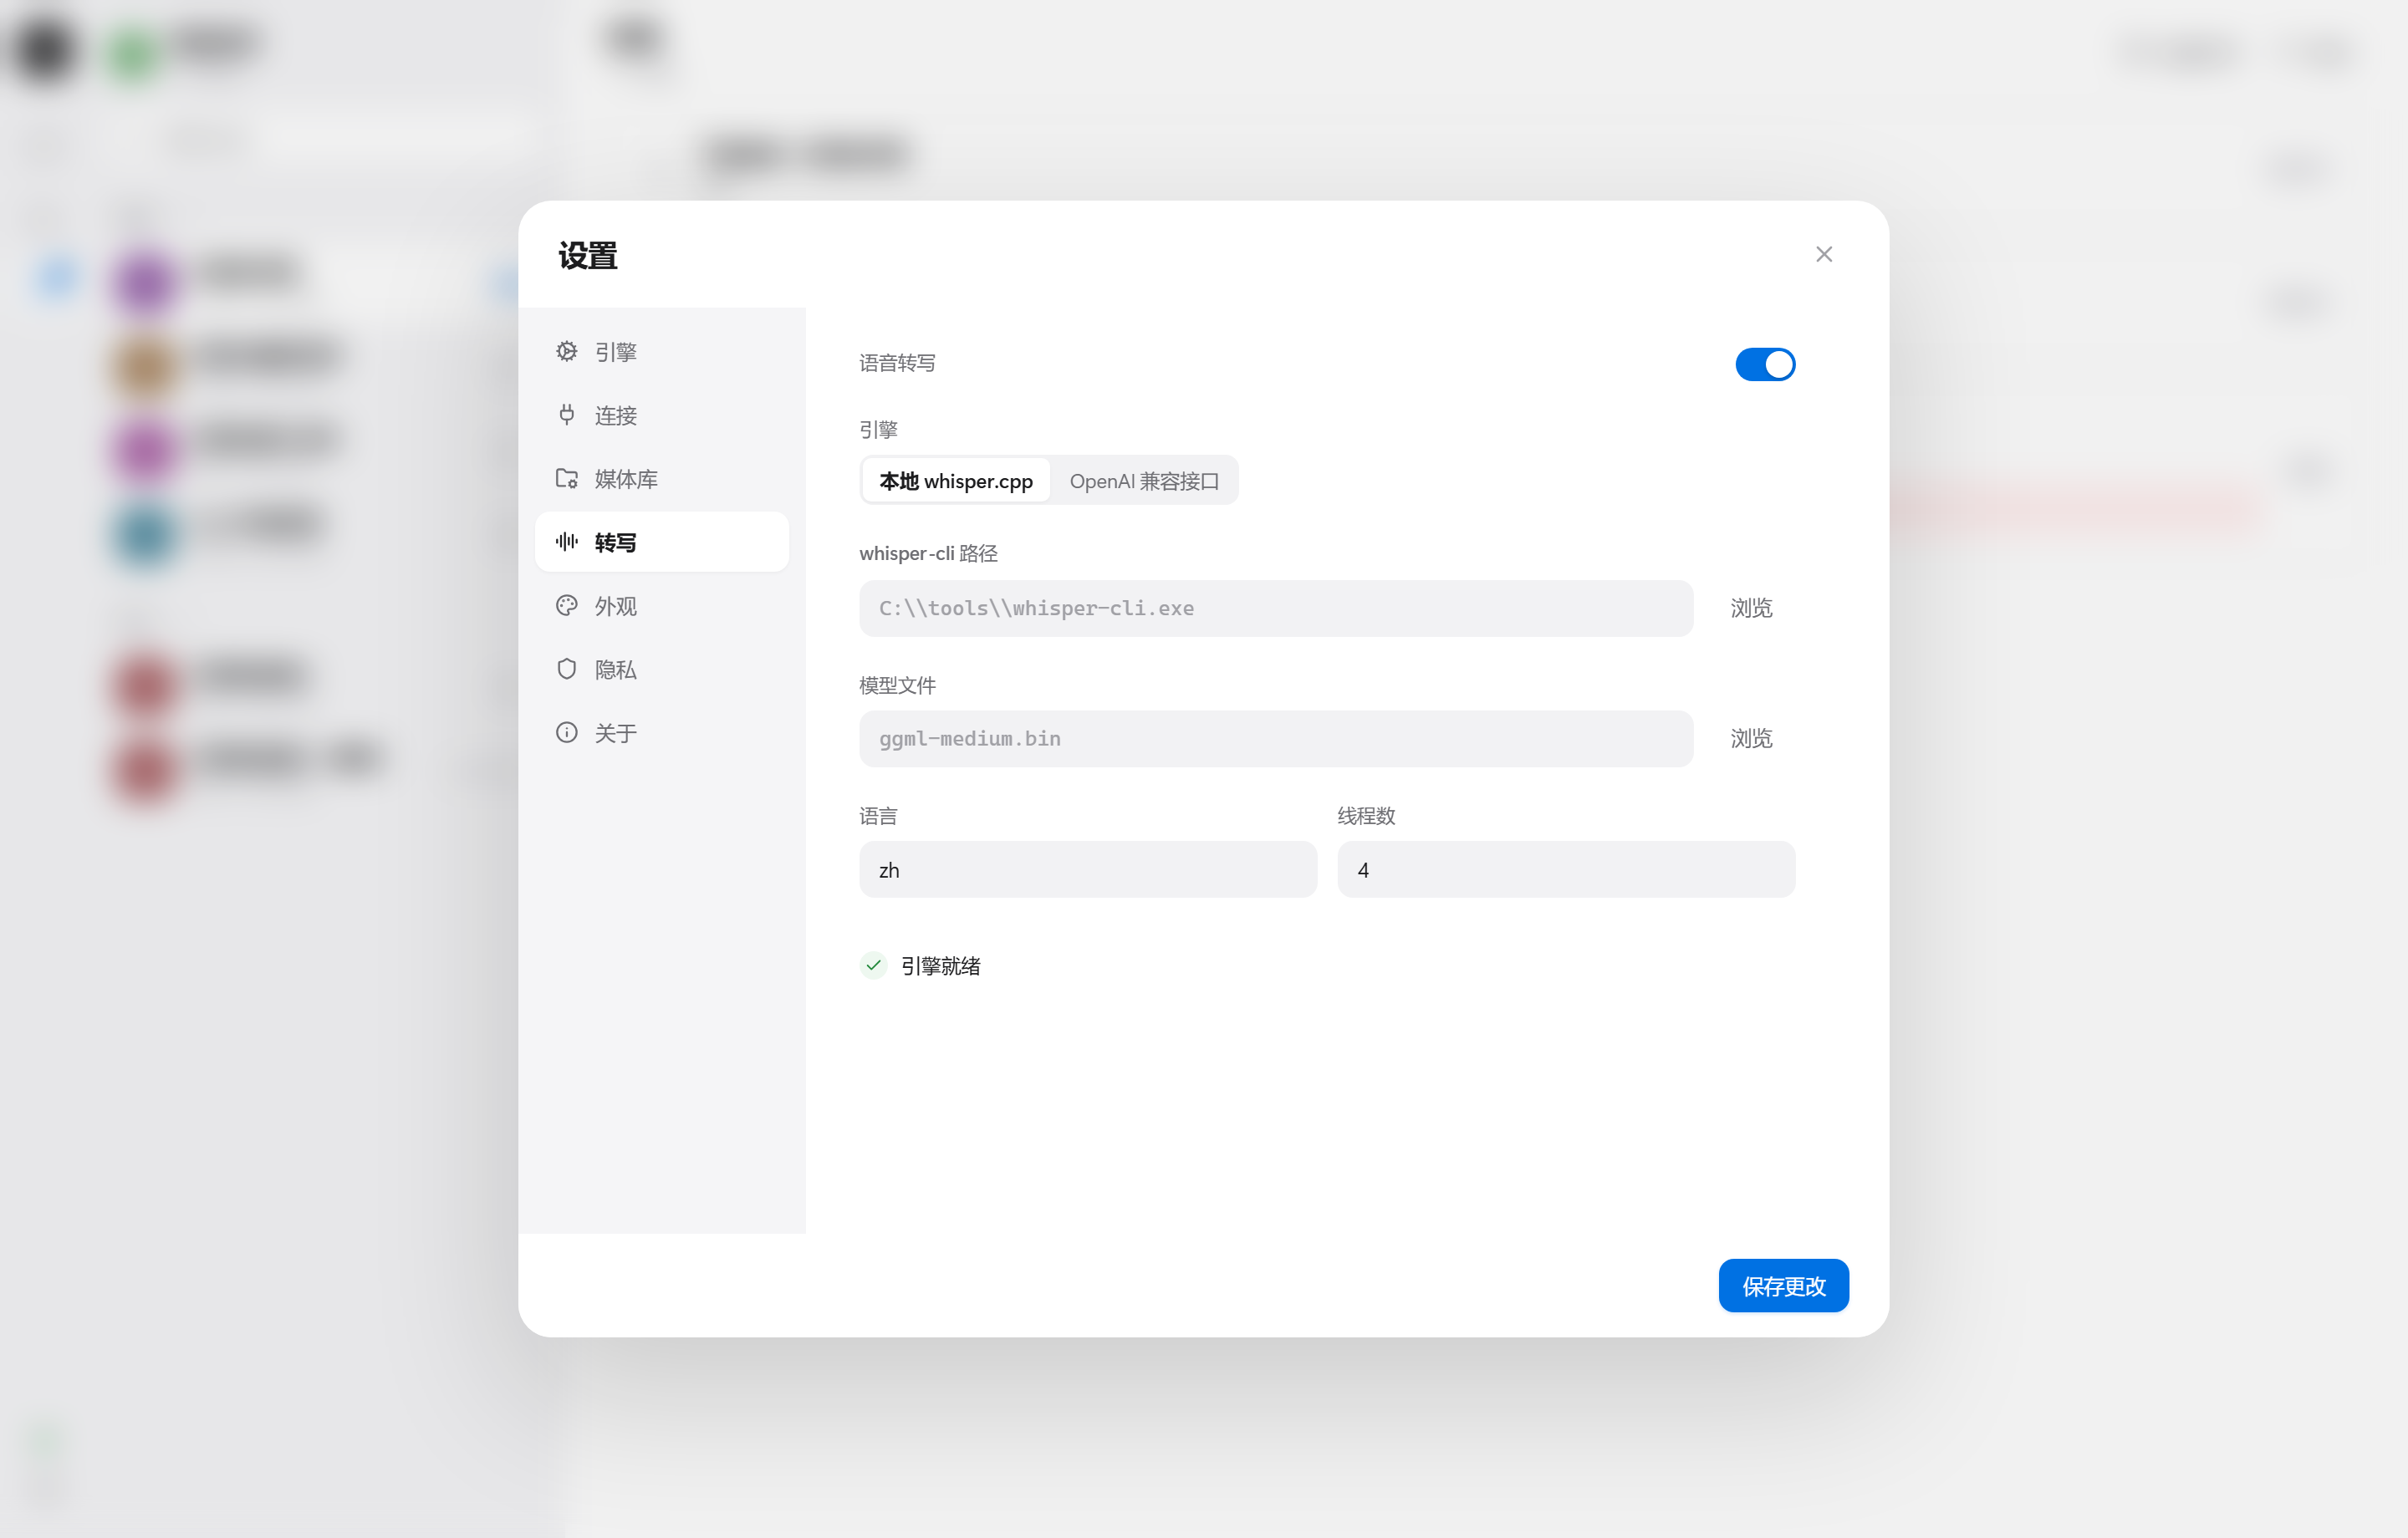 设置
引擎
连接
媒体库
转写
外观
隐私
关于
语音转写
引擎
本地 whisper.cpp
OpenAI 兼容接口
whisper-cli 路径
C:\\tools\\whisper-cli.exe
浏览
模型文件
ggml-medium.bin
浏览
语言
线程数
zh
4
引擎就绪
保存更改